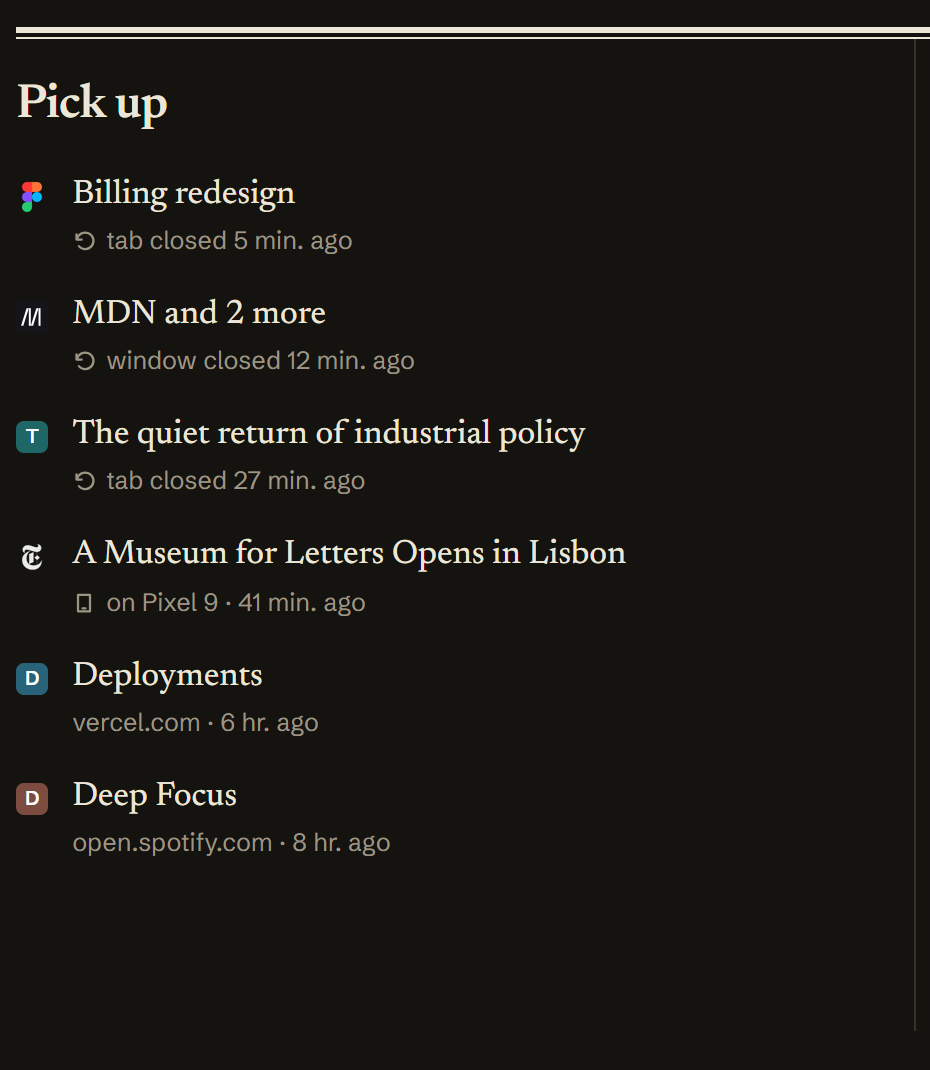 Pick up
Billing redesign
tab closed 5 min. ago
MDN and 2 more
window closed 12 min. ago
T
The quiet return of industrial policy
tab closed 27 min. ago
T
A Museum for Letters Opens in Lisbon
on Pixel 9 · 41 min. ago
D
Deployments
vercel.com · 6 hr. ago
D
Deep Focus
open.spotify.com · 8 hr. ago